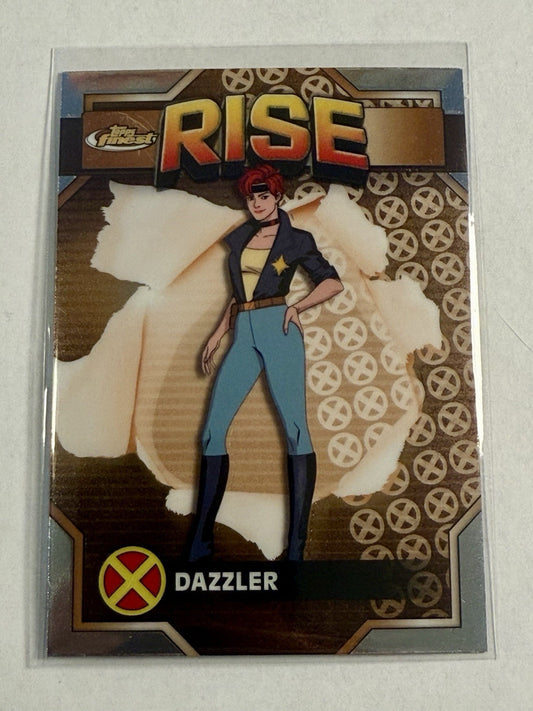 Topps
finest
RISE
DAZZLER